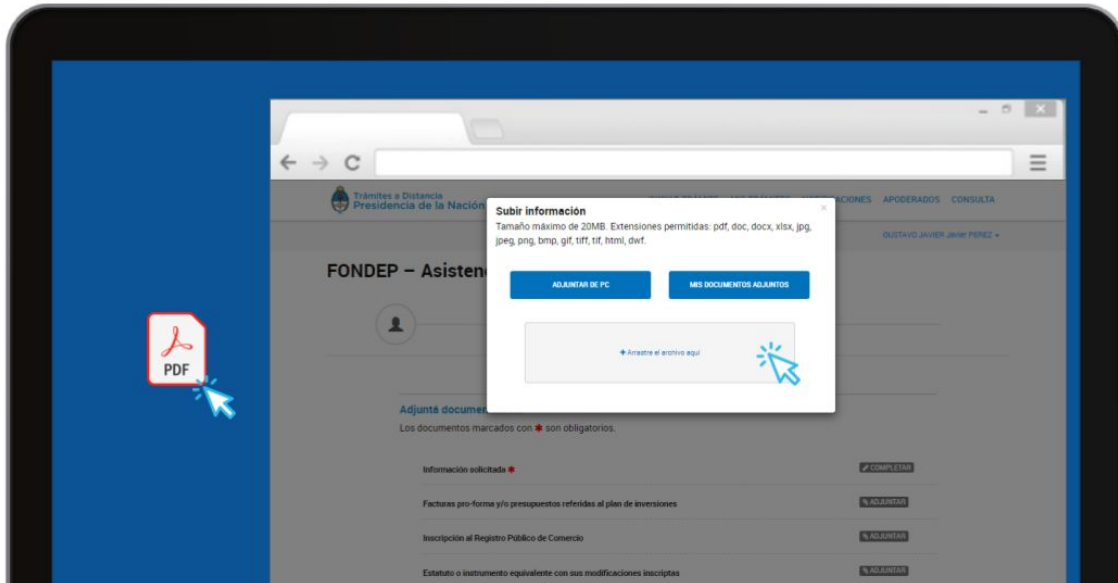 Trámites a Distancia
Presidencia de la Nación
ACIONES APODERADOS CONSULTA
GUSTAVO JAVIER Javier PEREZ
Subir información
Tamaño máximo de 20MB. Extensiones permitidas: pdf, doc, docx, xlsx, jpg,
jpeg, png, bmp, gif, tiff, tif, html, dwf.
FONDEP – Asisten
ADJUNTAR DE PC MIS DOCUMENTOS ADJUNTOS
+ Arrastre el archivo aquí
PDF
Adjuntá documen
Los documentos marcados con * son obligatorios.
Información solicitada * COMPLETAR
Facturas pro-forma y/o presupuestos referidas al plan de inversiones ADJUNTAR
Inscripción al Registro Público de Comercio ADJUNTAR
Estatuto o instrumento equivalente con sus modificaciones inscriptas ADJUNTAR